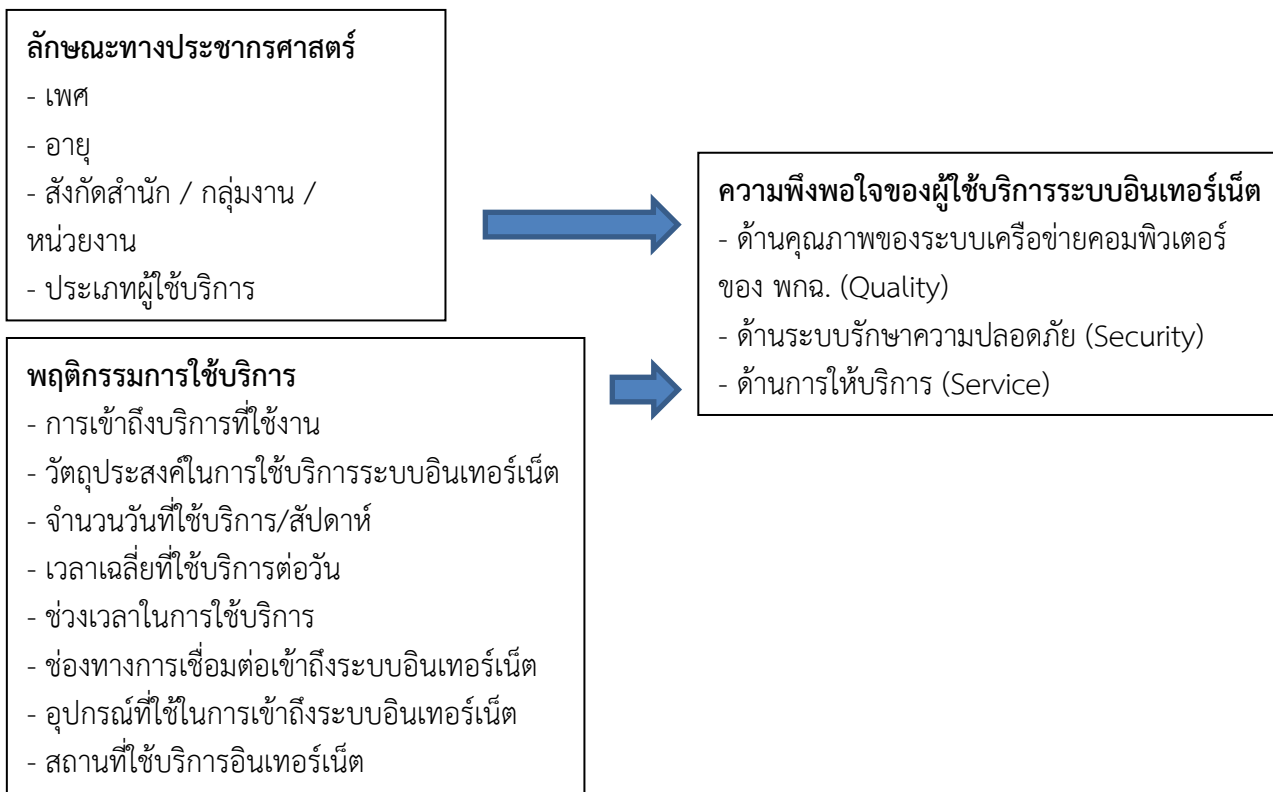 ลักษณะทางประชากรศาสตร์
- เพศ
- อายุ
- สังกัดสำนัก / กลุ่มงาน /
หน่วยงาน
- ประเภทผู้ใช้บริการ
พฤติกรรมการใช้บริการ
- การเข้าถึงบริการที่ใช้งาน
- วัตถุประสงค์ในการใช้บริการระบบอินเทอร์เน็ต
- จำนวนวันที่ใช้บริการ/สัปดาห์
- เวลาเฉลี่ยที่ใช้บริการต่อวัน
- ช่วงเวลาในการใช้บริการ
- ช่องทางการเชื่อมต่อเข้าถึงระบบอินเทอร์เน็ต
- อุปกรณ์ที่ใช้ในการเข้าถึงระบบอินเทอร์เน็ต
- สถานที่ใช้บริการอินเทอร์เน็ต
ความพึงพอใจของผู้ใช้บริการระบบอินเทอร์เน็ต
- ด้านคุณภาพของระบบเครือข่ายคอมพิวเตอร์
ของ พกฉ. (Quality)
- ด้านระบบรักษาความปลอดภัย (Security)
- ด้านการให้บริการ (Service)